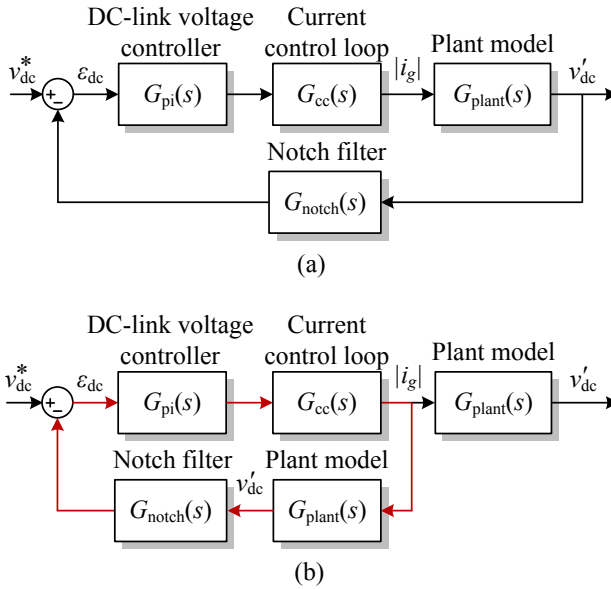 DC-link voltage controller
Current control loop
Plant model
v*dc
εdc
+
−
Gpi(s)
Gcc(s)
|ig|
Gplant(s)
v′dc
Notch filter
Gnotch(s)
(a)
DC-link voltage controller
Current control loop
Plant model
v*dc
εdc
+
−
Gpi(s)
Gcc(s)
|ig|
Gplant(s)
v′dc
Notch filter
v′dc
Plant model
Gnotch(s)
Gplant(s)
(b)